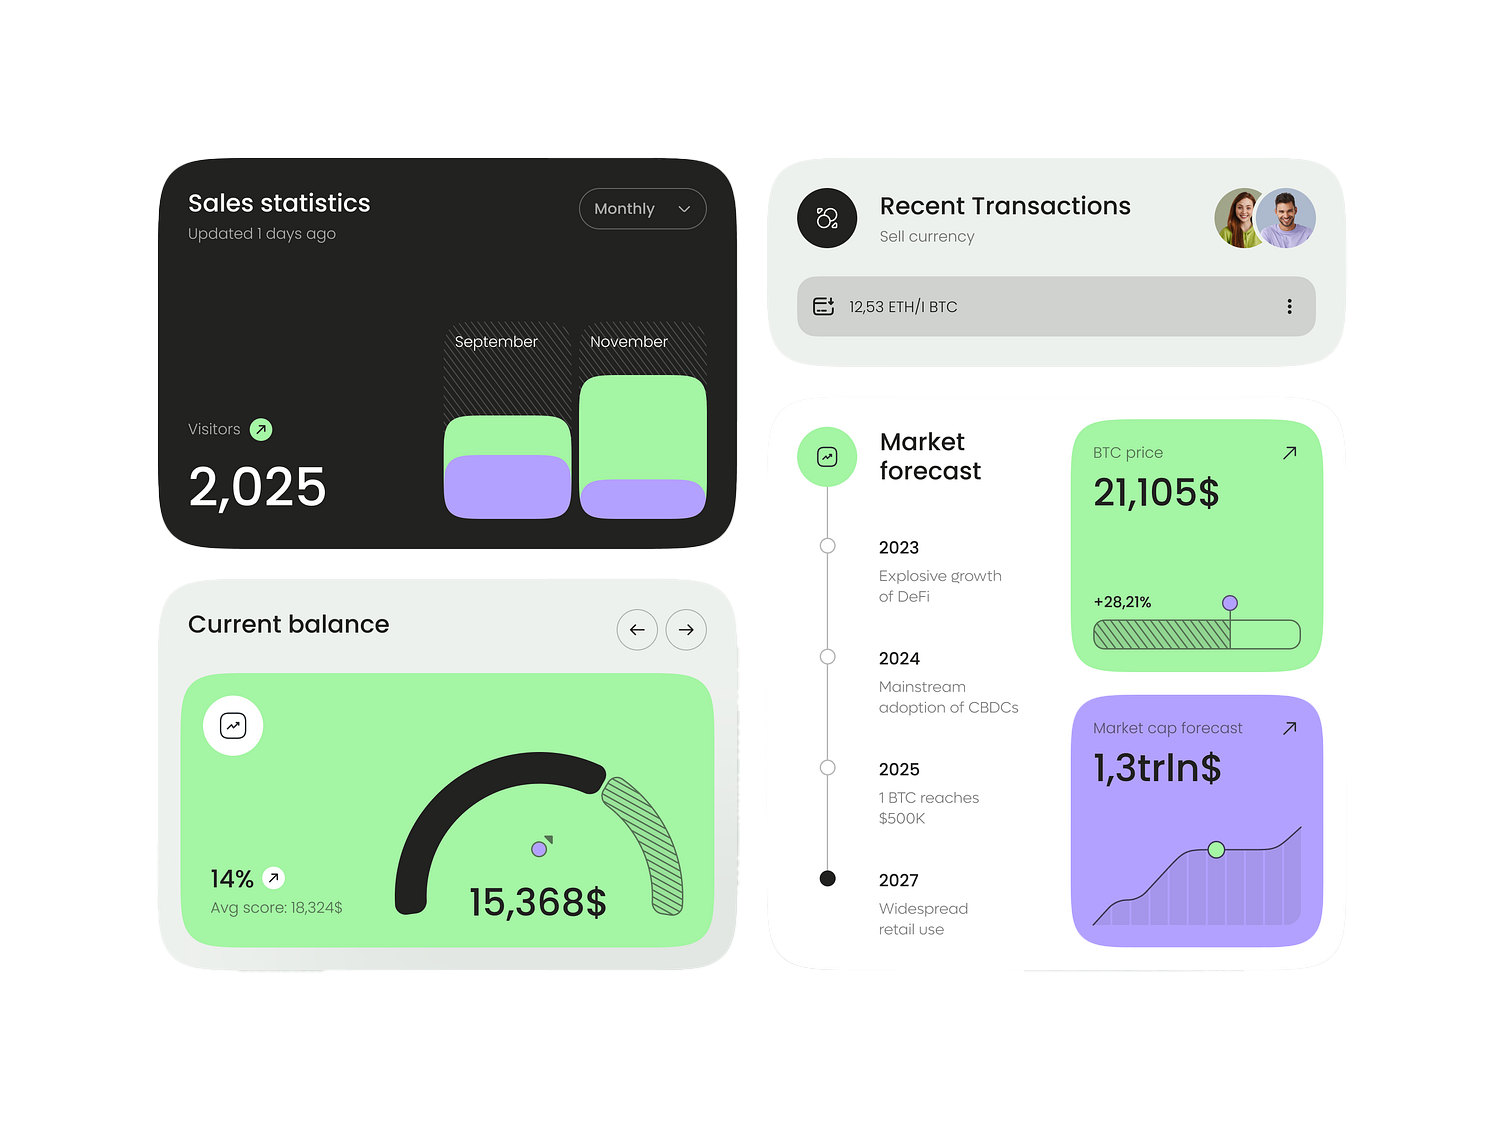 Sales statistics
Updated 1 days ago
Monthly
September
November
Visitors
2,025
Current balance
14%
Avg score: 18,324$
15,368$
Recent Transactions
Sell currency
12,53 ETH/I BTC
Market
forecast
2023
Explosive growth
of DeFi
2024
Mainstream
adoption of CBDCs
2025
1 BTC reaches
$500K
2027
Widespread
retail use
BTC price
21,105$
+28,21%
Market cap forecast
1,3trln$